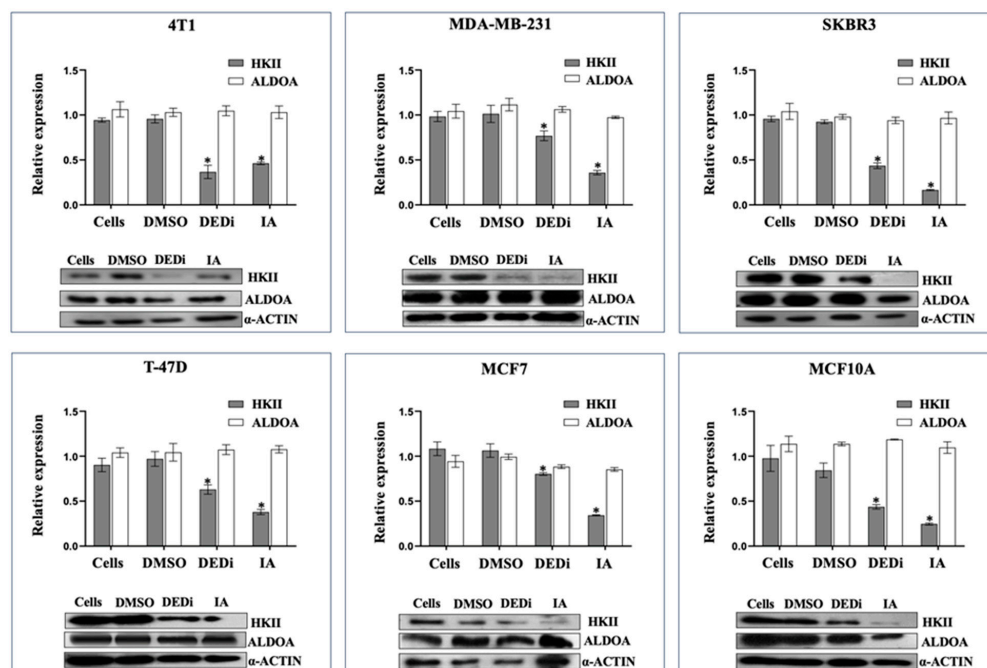 4T1
HKII
ALDOA
Relative expression
1.5
1.0
0.5
0.0
*
*
Cells DMSO DEDi IA
Cells DMSO DEDi IA
HKII
ALDOA
α-ACTIN
MDA-MB-231
HKII
ALDOA
Relative expression
1.5
1.0
0.5
0.0
*
*
Cells DMSO DEDi IA
Cells DMSO DEDi IA
HKII
ALDOA
α-ACTIN
SKBR3
HKII
ALDOA
Relative expression
1.5
1.0
0.5
0.0
*
*
Cells DMSO DEDi IA
Cells DMSO DEDi IA
HKII
ALDOA
α-ACTIN
T-47D
HKII
ALDOA
Relative expression
1.5
1.0
0.5
0.0
*
*
Cells DMSO DEDi IA
Cells DMSO DEDi IA
HKII
ALDOA
α-ACTIN
MCF7
HKII
ALDOA
Relative expression
1.5
1.0
0.5
0.0
*
*
Cells DMSO DEDi IA
Cells DMSO DEDi IA
HKII
ALDOA
α-ACTIN
MCF10A
HKII
ALDOA
Relative expression
1.5
1.0
0.5
0.0
*
*
Cells DMSO DEDi IA
Cells DMSO DEDi IA
HKII
ALDOA
α-ACTIN